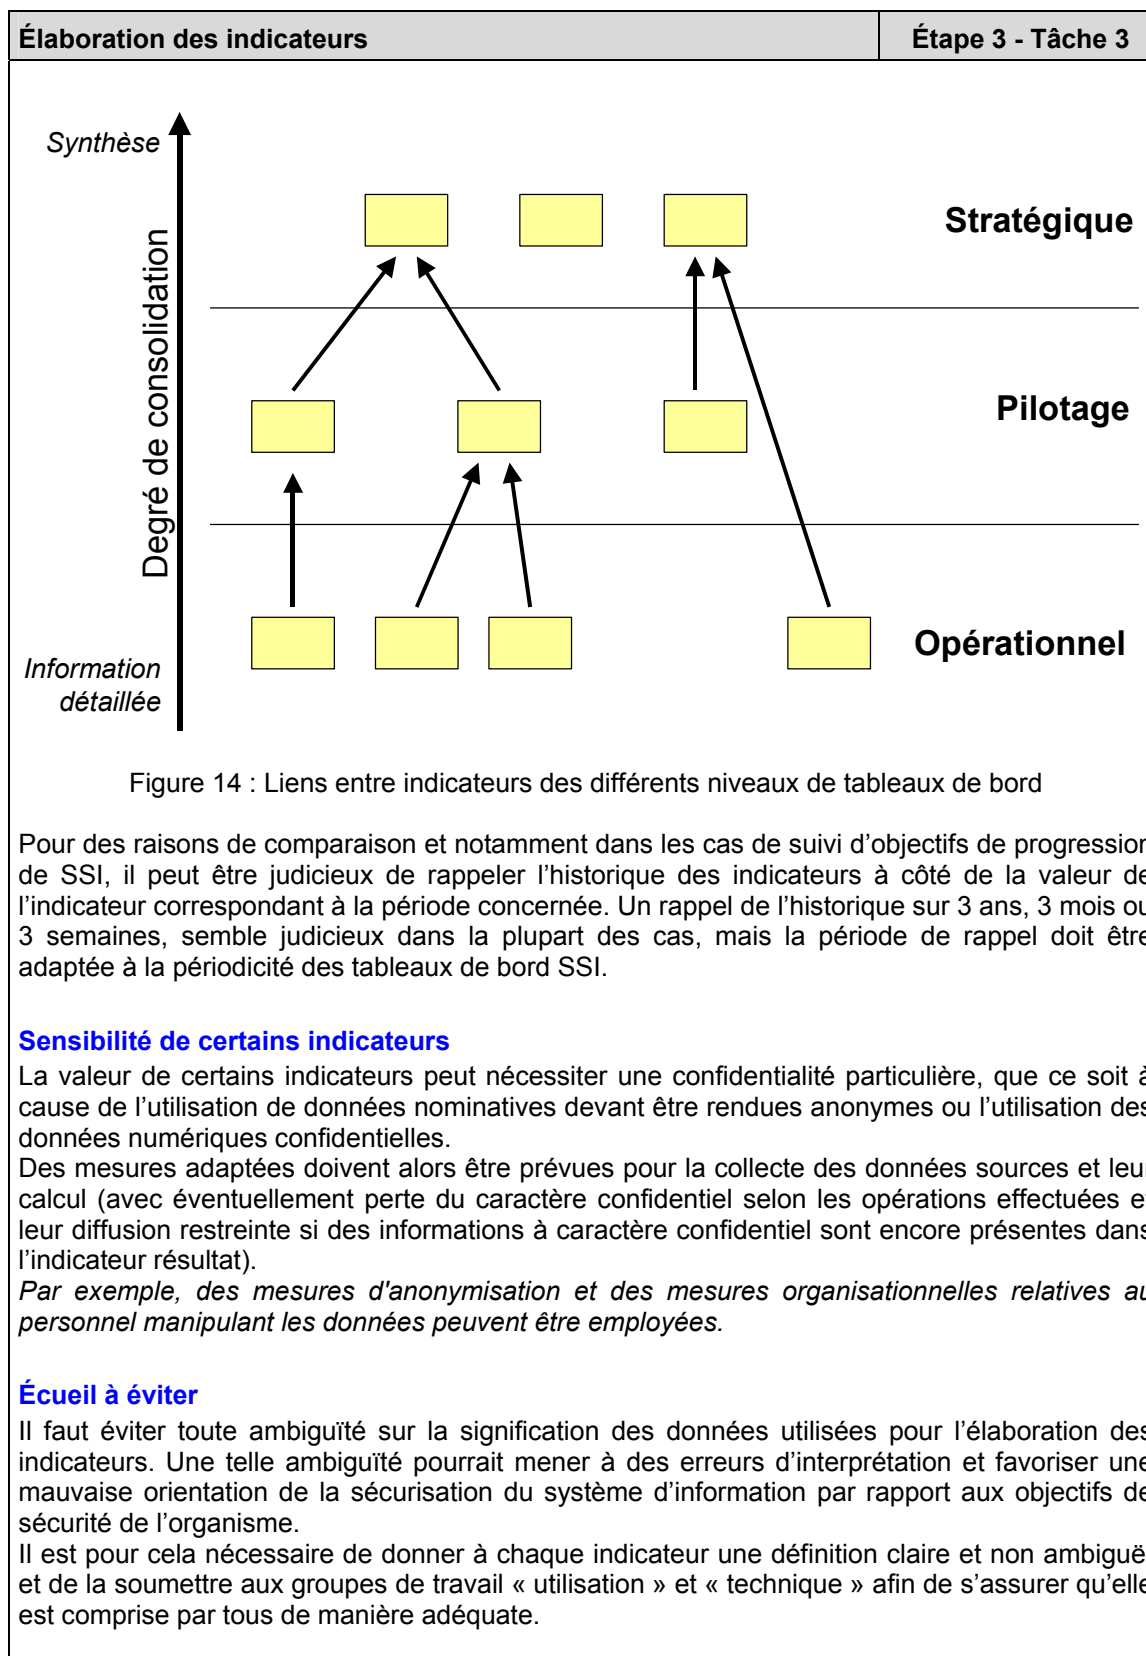 Élaboration des indicateurs
Étape 3 - Tâche 3
Synthèse
Degré de consolidation
Stratégique
Pilotage
Opérationnel
Information
détaillée
Figure 14 : Liens entre indicateurs des différents niveaux de tableaux de bord
Pour des raisons de comparaison et notamment dans les cas de suivi d’objectifs de progression
de SSI, il peut être judicieux de rappeler l’historique des indicateurs à côté de la valeur de
l’indicateur correspondant à la période concernée. Un rappel de l’historique sur 3 ans, 3 mois ou
3 semaines, semble judicieux dans la plupart des cas, mais la période de rappel doit être
adaptée à la périodicité des tableaux de bord SSI.
Sensibilité de certains indicateurs
La valeur de certains indicateurs peut nécessiter une confidentialité particulière, que ce soit à
cause de l’utilisation de données nominatives devant être rendues anonymes ou l’utilisation des
données numériques confidentielles.
Des mesures adaptées doivent alors être prévues pour la collecte des données sources et leur
calcul (avec éventuellement perte du caractère confidentiel selon les opérations effectuées et
leur diffusion restreinte si des informations à caractère confidentiel sont encore présentes dans
l’indicateur résultat).
Par exemple, des mesures d'anonymisation et des mesures organisationnelles relatives au
personnel manipulant les données peuvent être employées.
Écueil à éviter
Il faut éviter toute ambiguïté sur la signification des données utilisées pour l’élaboration des
indicateurs. Une telle ambiguïté pourrait mener à des erreurs d’interprétation et favoriser une
mauvaise orientation de la sécurisation du système d’information par rapport aux objectifs de
sécurité de l’organisme.
Il est pour cela nécessaire de donner à chaque indicateur une définition claire et non ambiguë
et de la soumettre aux groupes de travail « utilisation » et « technique » afin de s’assurer qu’elle
est comprise par tous de manière adéquate.